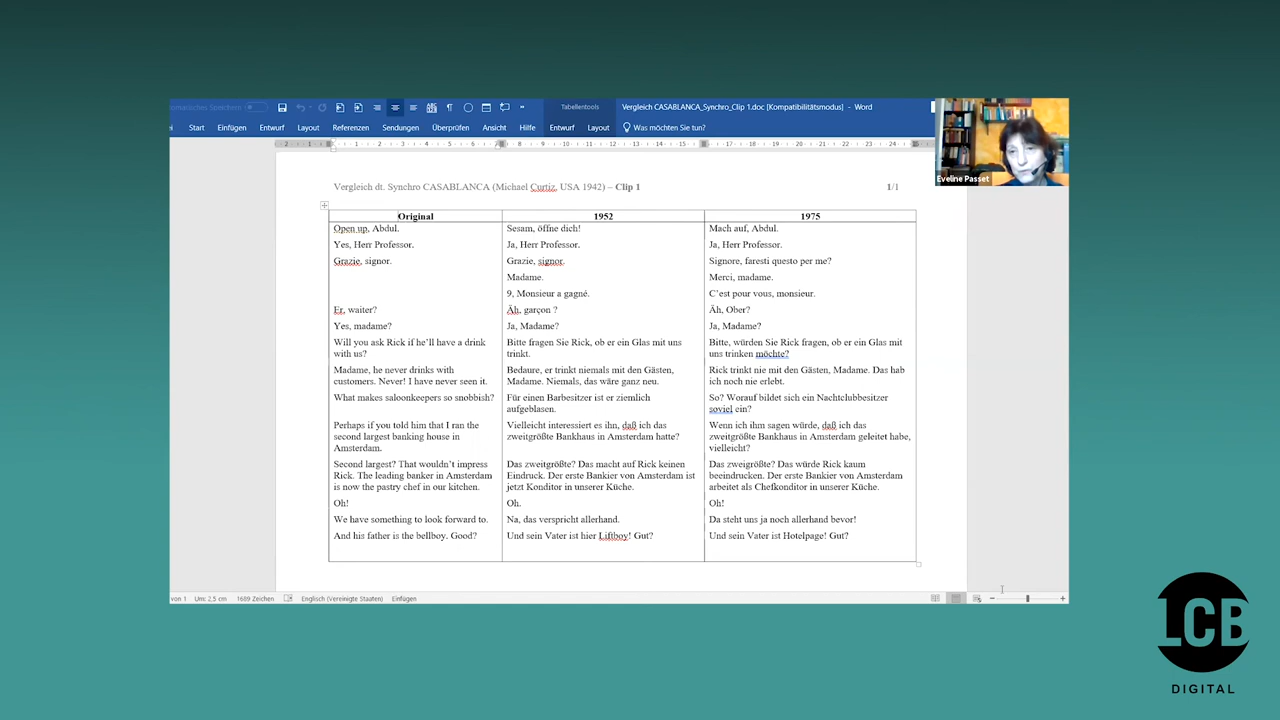 Automatisches Speichern
Vergleich CASABLANCA_Synchro_Clip 1.doc [Kompatibilitätsmodus] – Word
Tabellentools
Start Einfügen Entwurf Layout Referenzen Sendungen Überprüfen Ansicht Hilfe Entwurf Layout Was möchten Sie tun?
Eveline Passet
Vergleich dt. Synchro CASABLANCA (Michael Curtiz, USA 1942) – Clip 1 1/1
Original 1952 1975
Open up, Abdul. Sesam, öffne dich! Mach auf, Abdul.
Yes, Herr Professor. Ja, Herr Professor. Ja, Herr Professor.
Grazie, signor. Grazie, signor. Signore, faresti questo per me?
Madame. Merci, madame.
9, Monsieur a gagné. C'est pour vous, monsieur.
Er, waiter? Äh, garçon ? Äh, Ober?
Yes, madame? Ja, Madame? Ja, Madame?
Will you ask Rick if he'll have a drink
with us?
Bitte fragen Sie Rick, ob er ein Glas mit uns
trinkt.
Bitte, würden Sie Rick fragen, ob er ein Glas mit
uns trinken möchte?
Madame, he never drinks with
customers. Never! I have never seen it.
Bedaure, er trinkt niemals mit den Gästen,
Madame. Niemals, das wäre ganz neu.
Rick trinkt nie mit den Gästen, Madame. Das hab
ich noch nie erlebt.
What makes saloonkeepers so snobbish?
Für einen Barbesitzer ist er ziemlich
aufgeblasen.
So? Worauf bildet sich ein Nachtclubbesitzer
soviel ein?
Perhaps if you told him that I ran the
second largest banking house in
Amsterdam.
Vielleicht interessiert es ihn, daß ich das
zweitgrößte Bankhaus in Amsterdam hatte?
Wenn ich ihm sagen würde, daß ich das
zweitgrößte Bankhaus in Amsterdam geleitet habe,
vielleicht?
Second largest? That wouldn't impress
Rick. The leading banker in Amsterdam
is now the pastry chef in our kitchen.
Das zweitgrößte? Das macht auf Rick keinen
Eindruck. Der erste Bankier von Amsterdam ist
jetzt Konditor in unserer Küche.
Das zweigrößte? Das würde Rick kaum
beeindrucken. Der erste Bankier von Amsterdam
arbeitet als Chefkonditor in unserer Küche.
Oh! Oh. Oh!
We have something to look forward to. Na, das verspricht allerhand. Da steht uns ja noch allerhand bevor!
And his father is the bellboy. Good? Und sein Vater ist hier Liftboy! Gut? Und sein Vater ist Hotelpage! Gut?
von 1 Um: 2,5 cm 1689 Zeichen Englisch (Vereinigte Staaten) Einfügen
LCB
DIGITAL